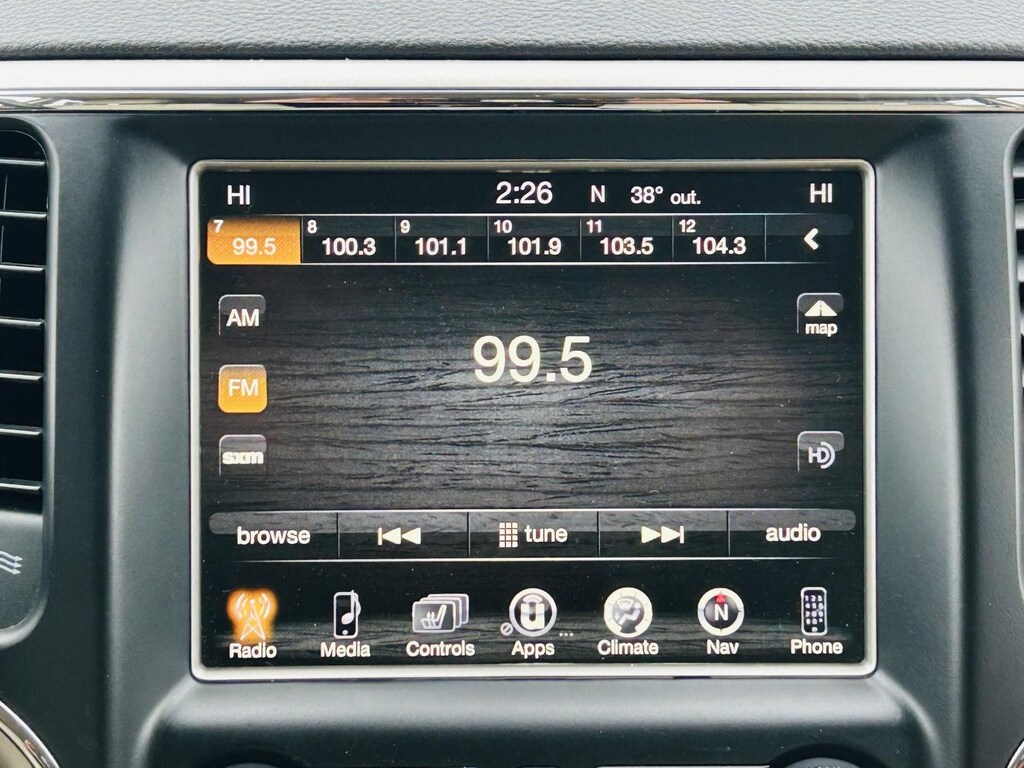 HI 2:26 N 38° out. HI
7 8 9 10 11 12
99.5 100.3 101.1 101.9 103.5 104.3
AM
map
99.5
FM
sxm
HD
browse tune audio
N
Radio Media Controls Apps ... Climate Nav Phone